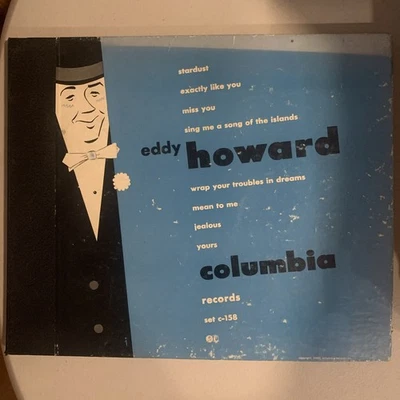 stardust
exactly like you
miss you
sing me a song of the islands
eddy howard
wrap your troubles in dreams
mean to me
jealous
yours
columbia
records
set c-158